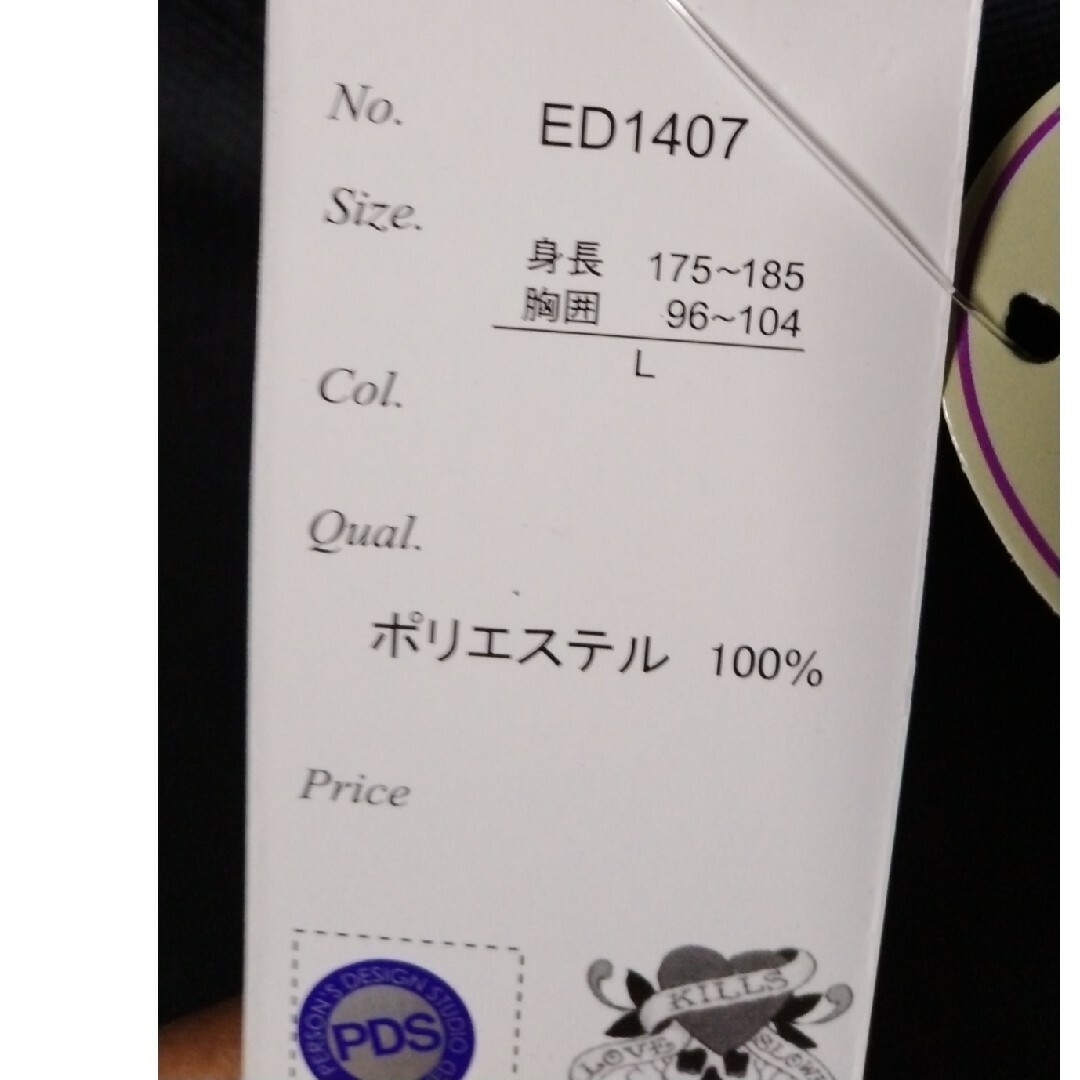 No. ED1407
Size.
身長 175~185
胸囲 96~104
L
Col.
Qual.
ポリエステル 100%
Price
PERSON'S DESIGN STUDIO
PDS
KILLS
LOVE SLOWLY